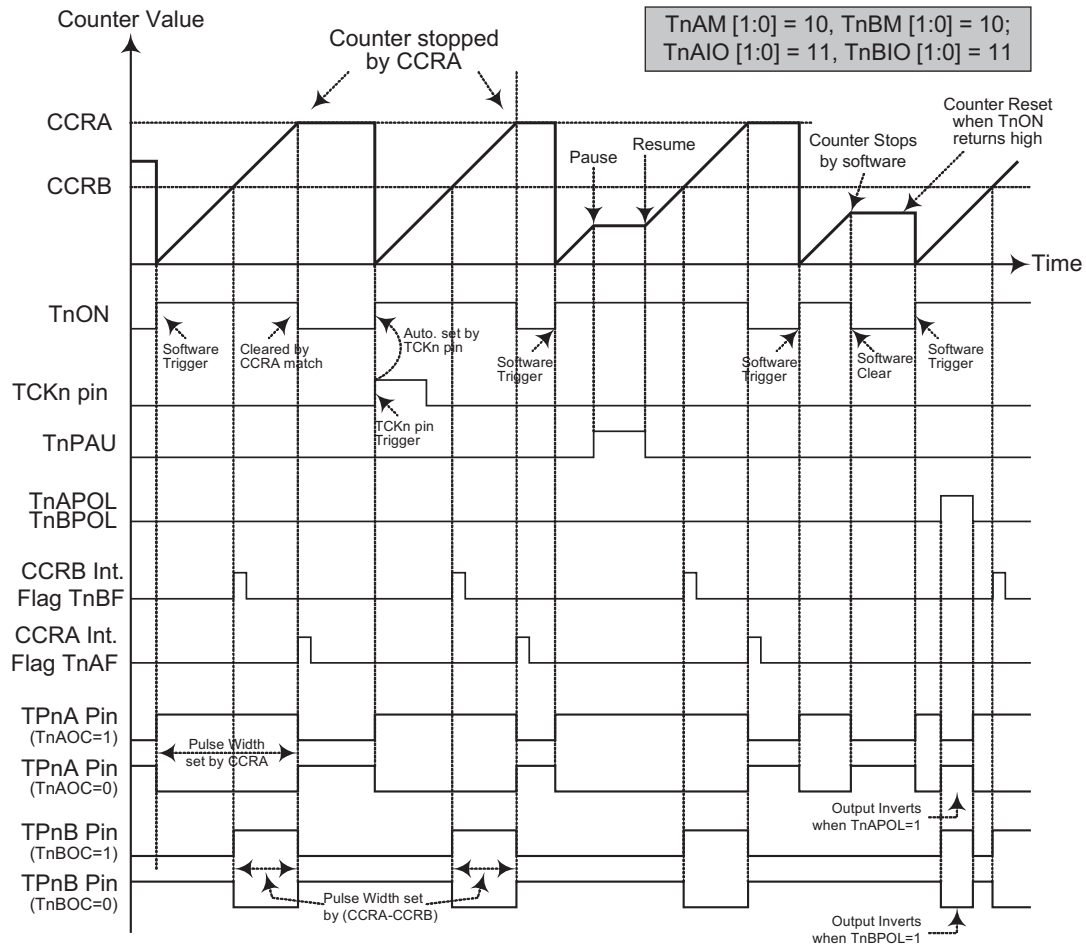 Counter Value
TnAM [1:0] = 10, TnBM [1:0] = 10;
TnAIO [1:0] = 11, TnBIO [1:0] = 11
Counter stopped
by CCRA
Counter Reset
when TnON
returns high
CCRA
Pause
Resume
Counter Stops
by software
CCRB
Time
TnON
Software
Trigger
Cleared by
CCRA match
Auto. set by
TCKn pin
Software
Trigger
Software
Trigger
Software
Clear
Software
Trigger
TCKn pin
TCKn pin
Trigger
TnPAU
TnAPOL
TnBPOL
CCRB Int.
Flag TnBF
CCRA Int.
Flag TnAF
TPnA Pin
(TnAOC=1)
Pulse Width
set by CCRA
TPnA Pin
(TnAOC=0)
Output Inverts
when TnAPOL=1
TPnB Pin
(TnBOC=1)
TPnB Pin
(TnBOC=0)
Pulse Width set
by (CCRA-CCRB)
Output Inverts
when TnBPOL=1